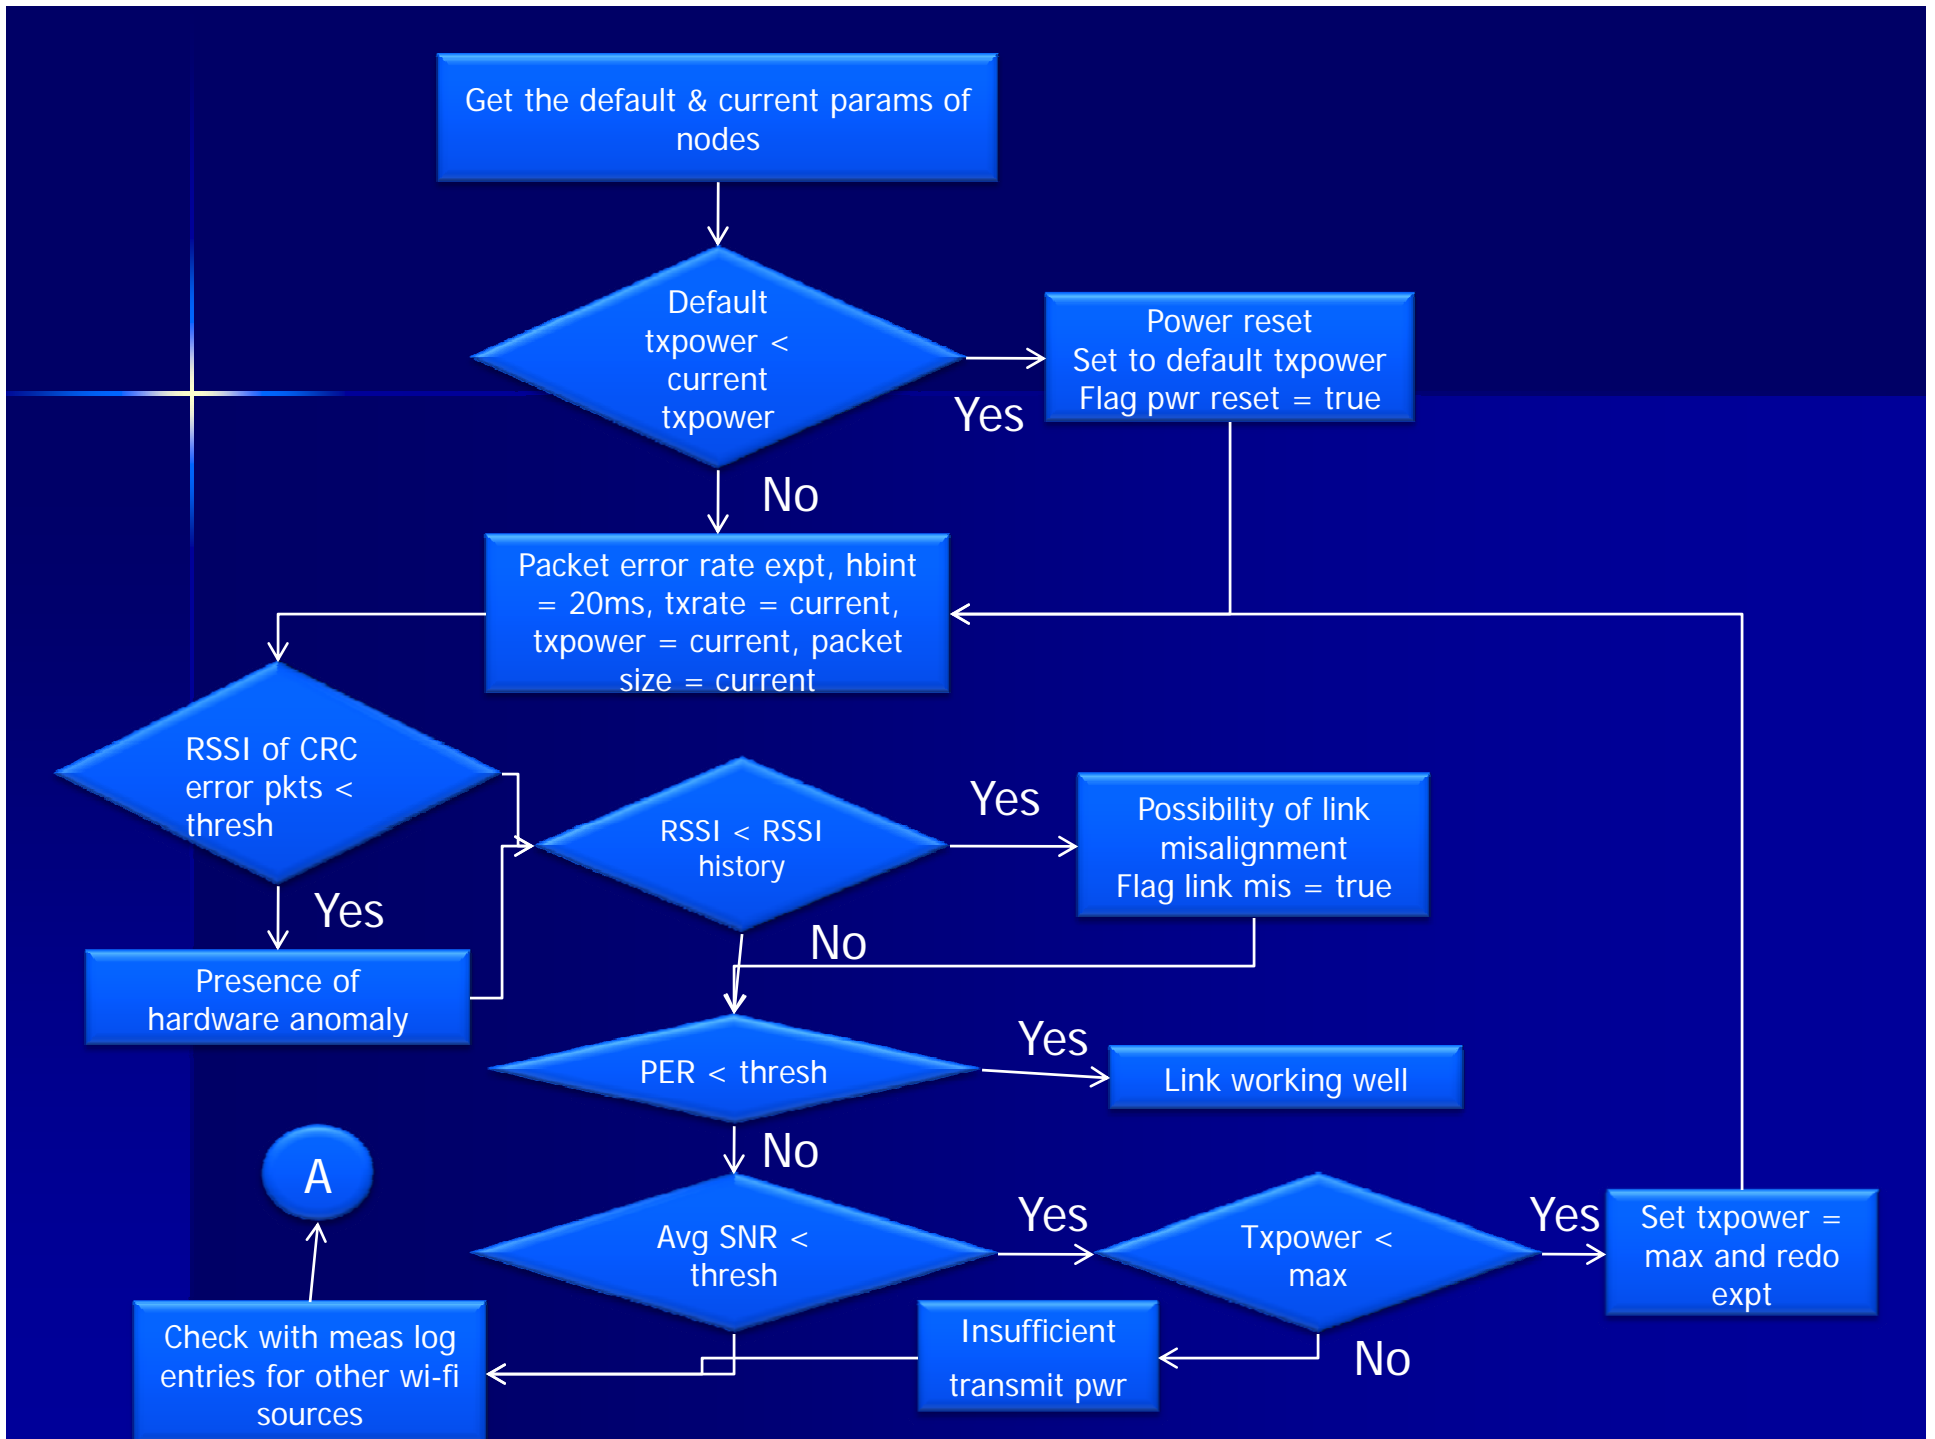 Get the default & current params of
nodes
Default
txpower <
current
txpower
Yes
Power reset
Set to default txpower
Flag pwr reset = true
No
Packet error rate expt, hbint
= 20ms, txrate = current,
txpower = current, packet
size = current
RSSI of CRC
error pkts <
thresh
Yes
Presence of
hardware anomaly
RSSI < RSSI
history
Yes
Possibility of link
misalignment
Flag link mis = true
No
PER < thresh
Yes
Link working well
No
A
Avg SNR <
thresh
Yes
Txpower <
max
Yes
Set txpower =
max and redo
expt
No
Insufficient
transmit pwr
Check with meas log
entries for other wi-fi
sources